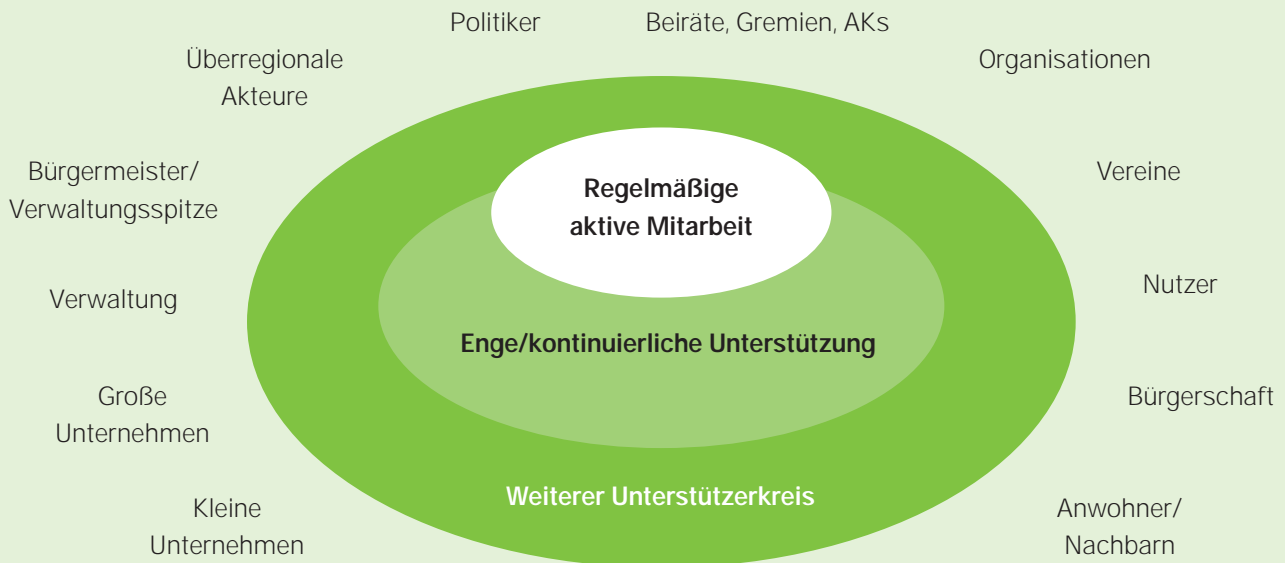 Politiker
Beiräte, Gremien, AKs
Überregionale
Akteure
Organisationen
Bürgermeister/
Verwaltungsspitze
Regelmäßige
aktive Mitarbeit
Vereine
Verwaltung
Nutzer
Enge/kontinuierliche Unterstützung
Große
Unternehmen
Bürgerschaft
Weiterer Unterstützerkreis
Kleine
Unternehmen
Anwohner/
Nachbarn